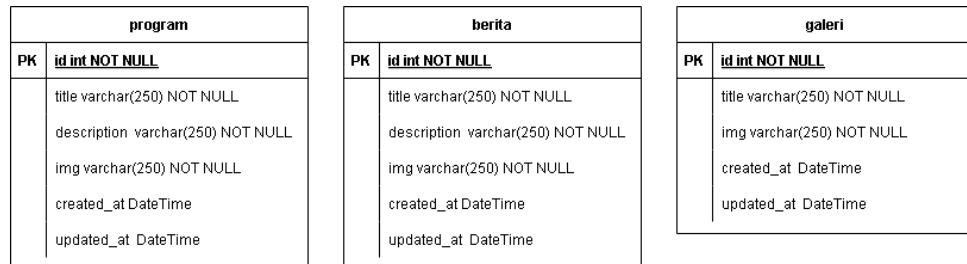 program
PK id int NOT NULL
title varchar(250) NOT NULL
description varchar(250) NOT NULL
img varchar(250) NOT NULL
created_at DateTime
updated_at DateTime
berita
PK id int NOT NULL
title varchar(250) NOT NULL
description varchar(250) NOT NULL
img varchar(250) NOT NULL
created_at DateTime
updated_at DateTime
galeri
PK id int NOT NULL
title varchar(250) NOT NULL
img varchar(250) NOT NULL
created_at DateTime
updated_at DateTime